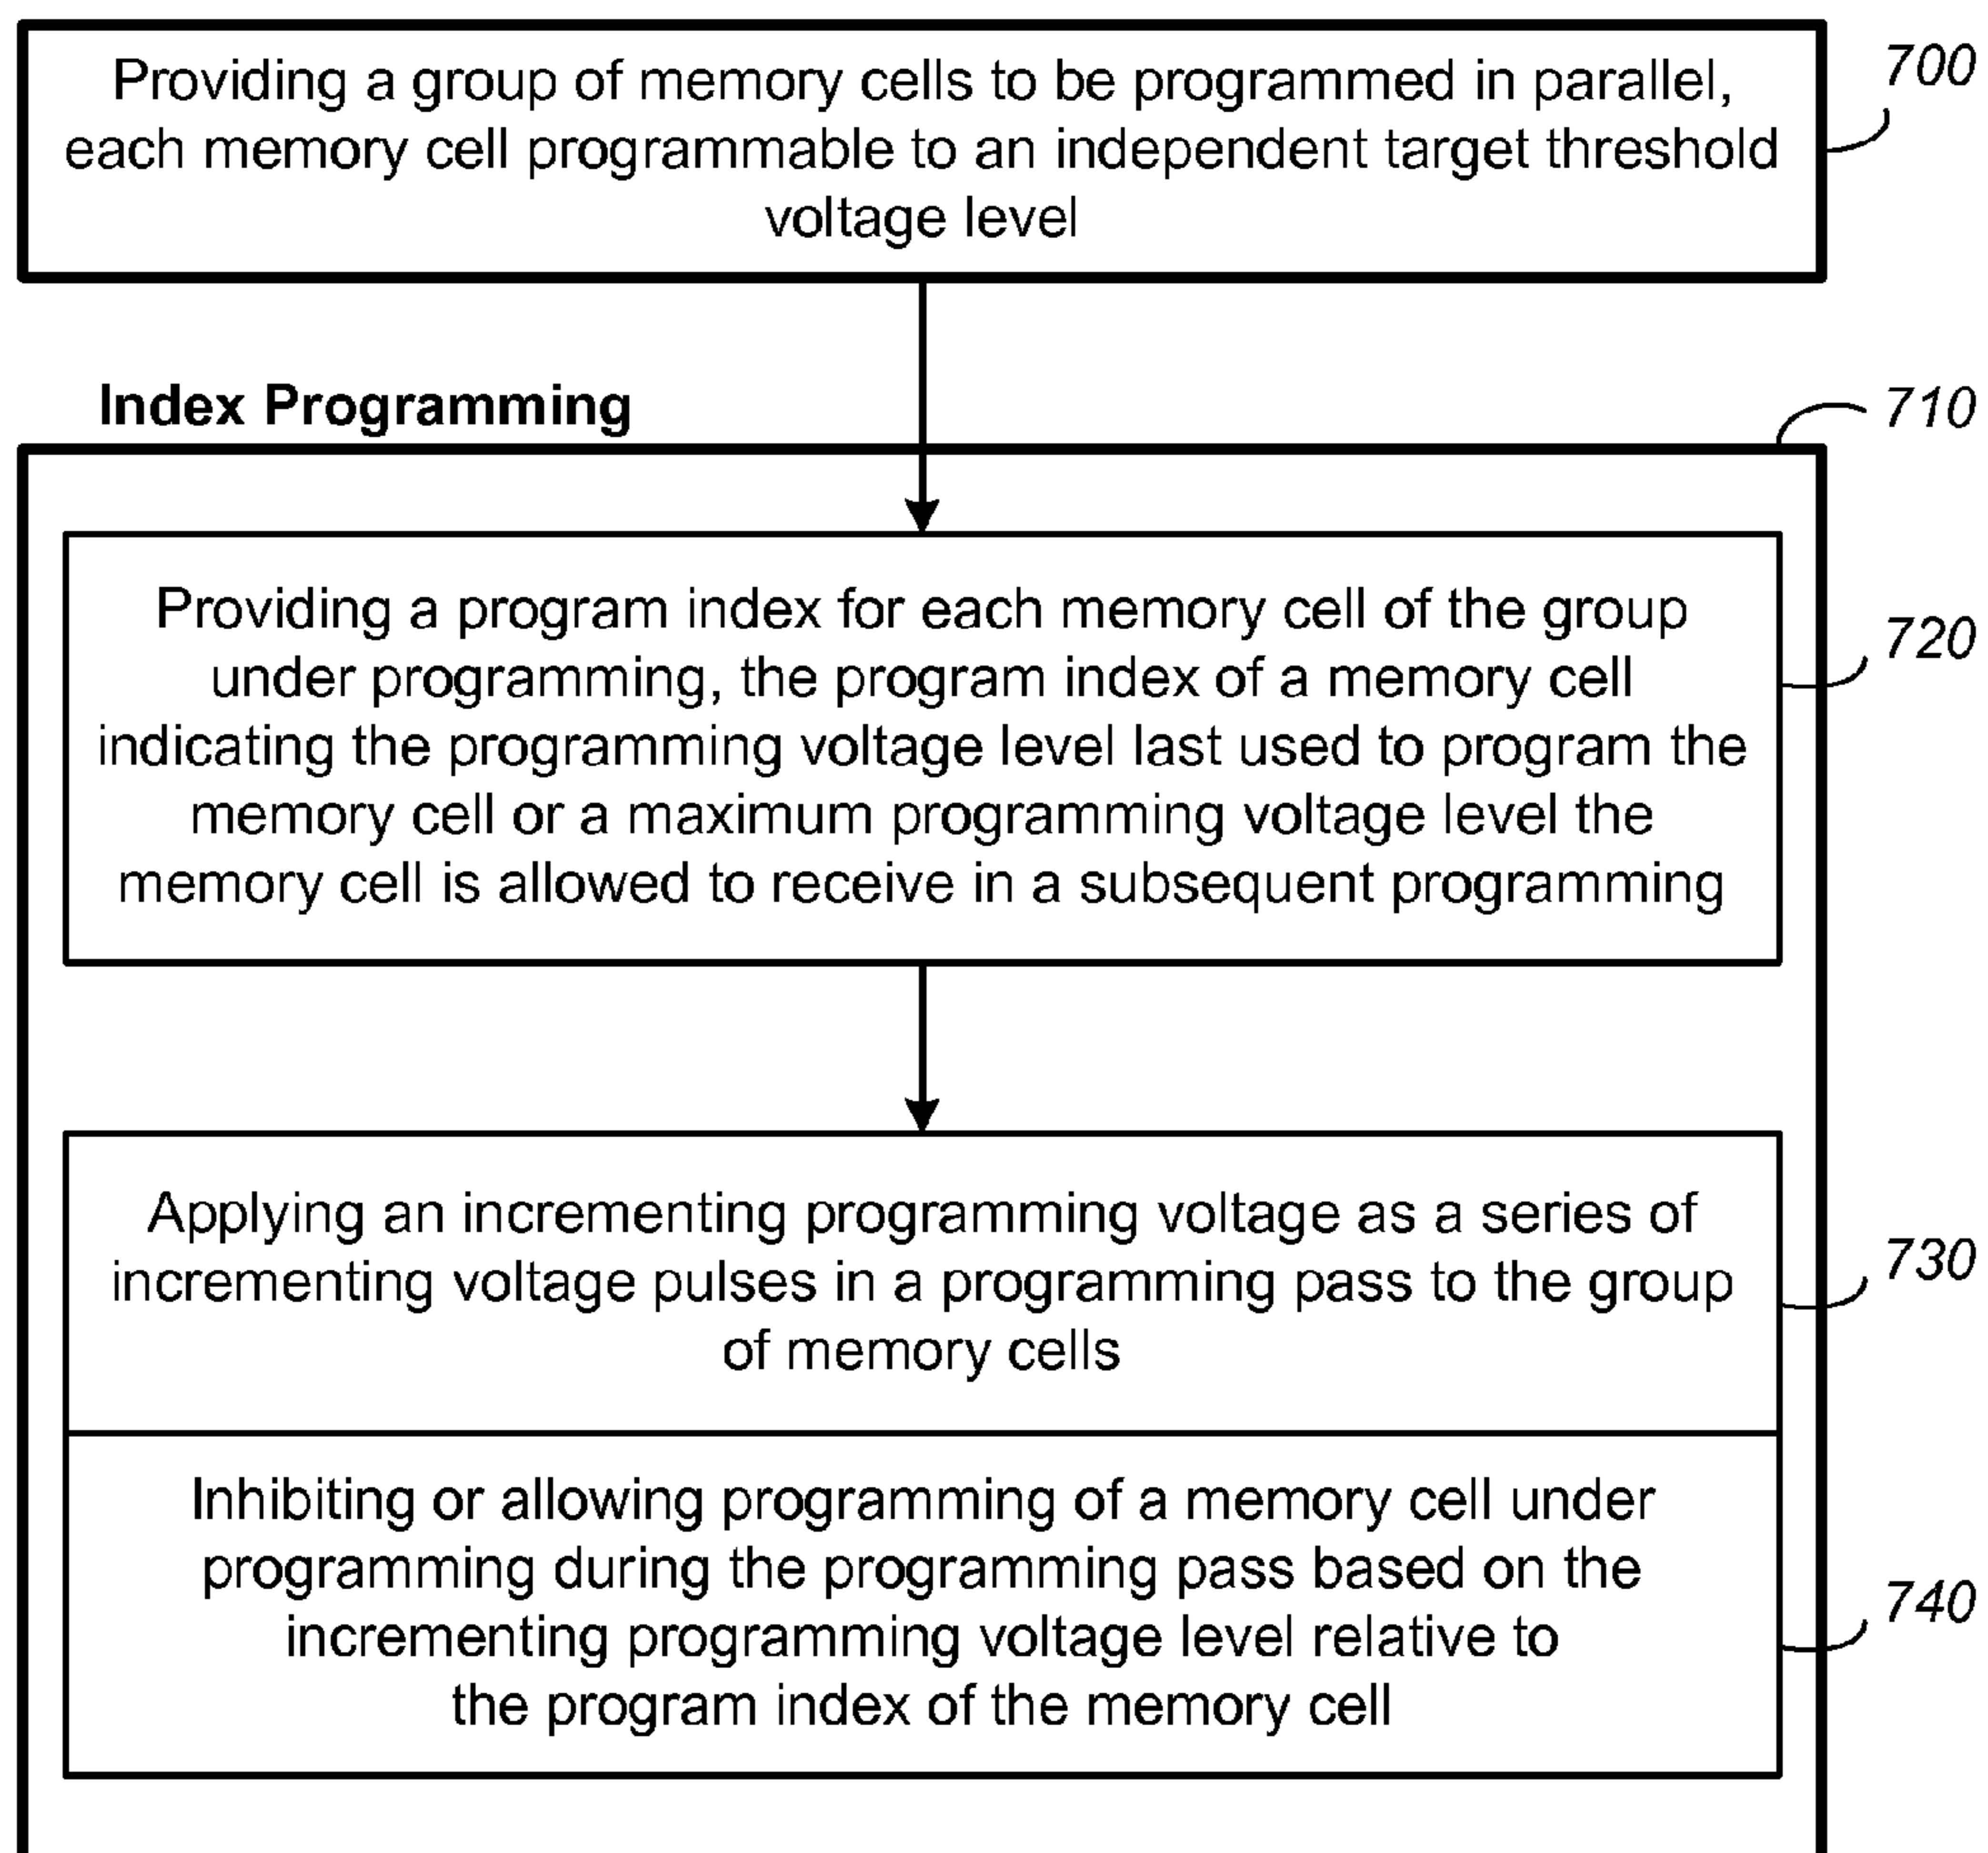 Providing a group of memory cells to be programmed in parallel,
each memory cell programmable to an independent target threshold
voltage level
700
Index Programming
710
Providing a program index for each memory cell of the group
under programming, the program index of a memory cell
indicating the programming voltage level last used to program the
memory cell or a maximum programming voltage level the
memory cell is allowed to receive in a subsequent programming
720
Applying an incrementing programming voltage as a series of
incrementing voltage pulses in a programming pass to the group
of memory cells
730
Inhibiting or allowing programming of a memory cell under
programming during the programming pass based on the
incrementing programming voltage level relative to
the program index of the memory cell
740